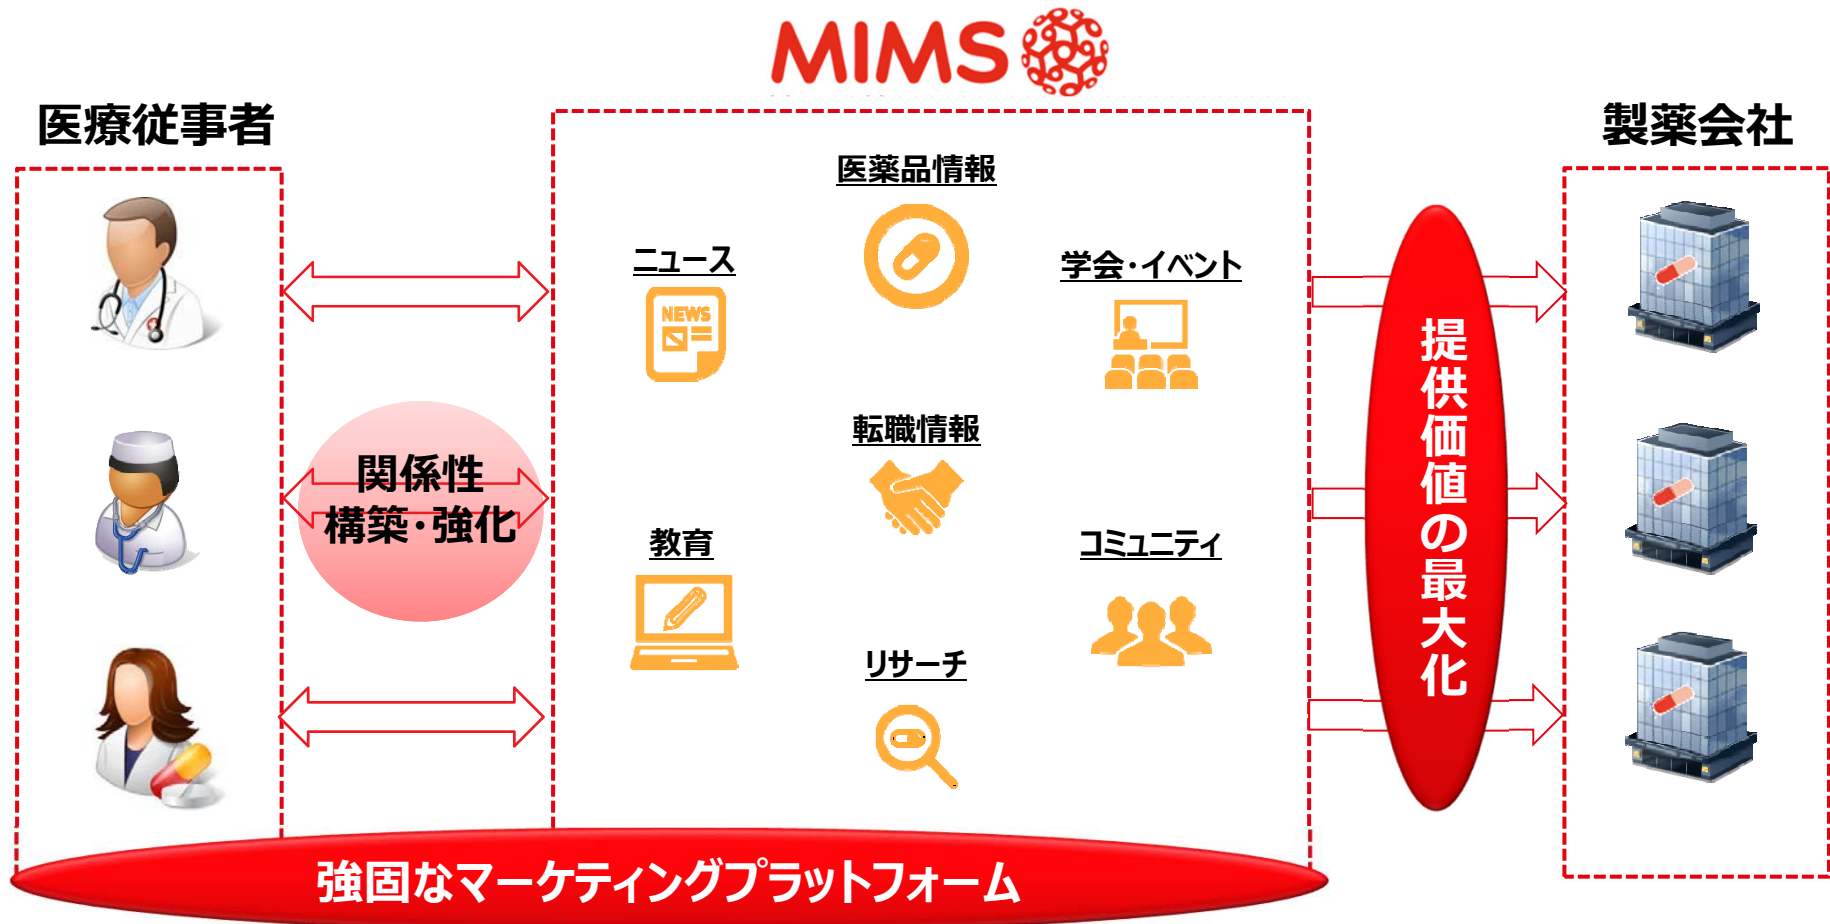 MIMS
医療従事者
製薬会社
医薬品情報
ニュース
NEWS
学会・イベント
転職情報
関係性
構築・強化
教育
コミュニティ
リサーチ
提供価値の最大化
強固なマーケティングプラットフォーム